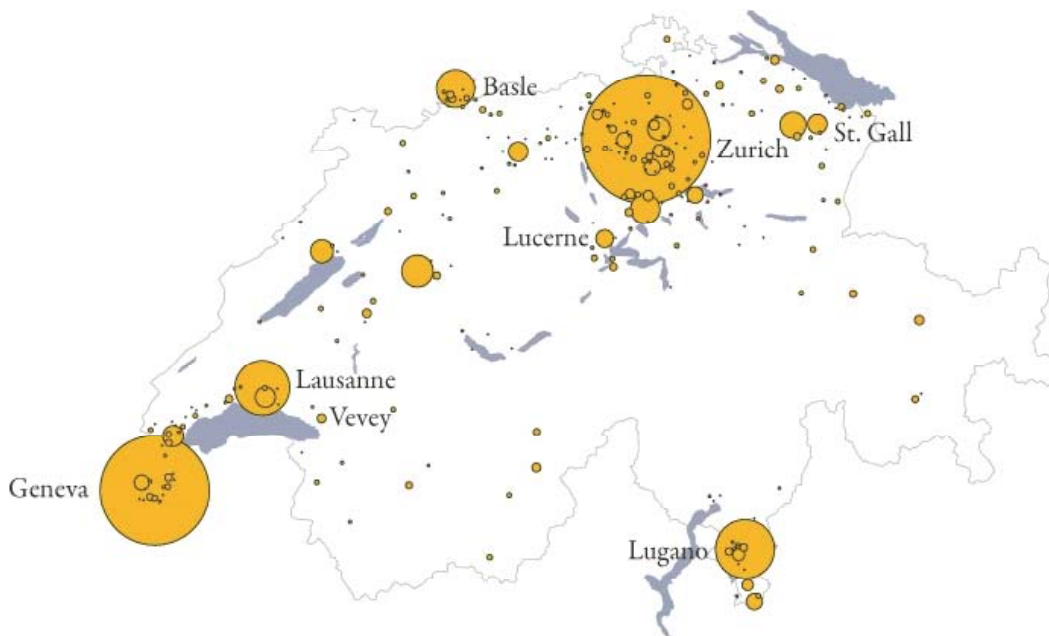 Basle
St. Gall
Zurich
Lucerne
Lausanne
Vevey
Geneva
Lugano